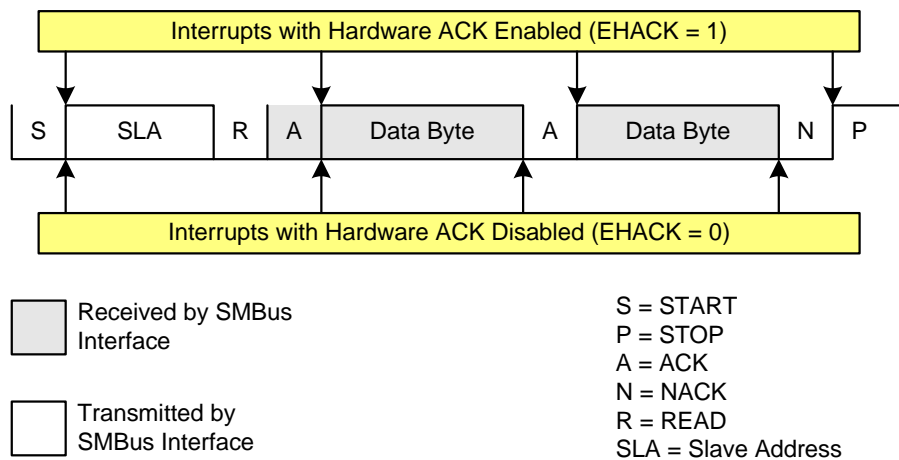 Interrupts with Hardware ACK Enabled (EHACK = 1)
S SLA R A Data Byte A Data Byte N P
Interrupts with Hardware ACK Disabled (EHACK = 0)
Received by SMBus
Interface
Transmitted by
SMBus Interface
S = START
P = STOP
A = ACK
N = NACK
R = READ
SLA = Slave Address